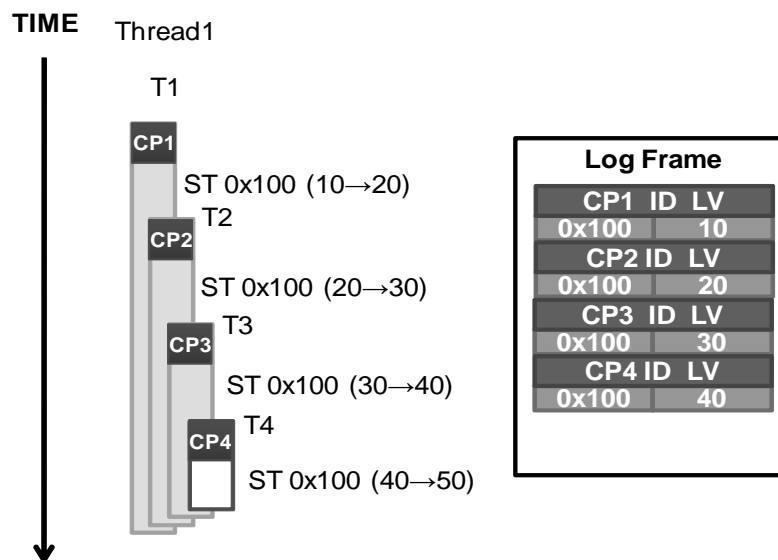 TIME
Thread1
T1
CP1
ST 0x100 (10→20)
T2
CP2
ST 0x100 (20→30)
T3
CP3
ST 0x100 (30→40)
T4
CP4
ST 0x100 (40→50)
Log Frame
CP1 ID LV
0x100 10
CP2 ID LV
0x100 20
CP3 ID LV
0x100 30
CP4 ID LV
0x100 40